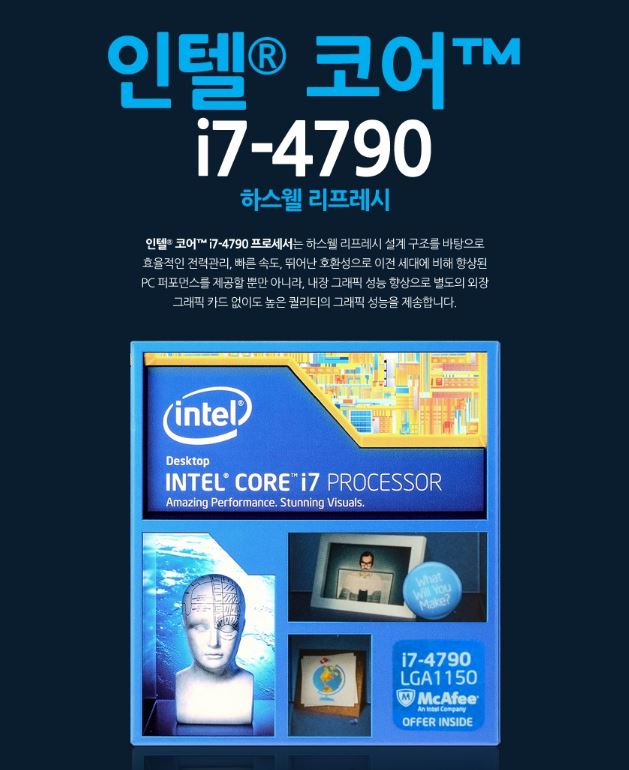 인텔® 코어™
i7-4790
하스웰 리프레시
인텔® 코어™ i7-4790 프로세서는 하스웰 리프레시 설계 구조를 바탕으로
효율적인 전력관리, 빠른 속도, 뛰어난 호환성으로 이전 세대에 비해 향상된
PC 퍼포먼스를 제공할 뿐만 아니라, 내장 그래픽 성능 향상으로 별도의 외장
그래픽 카드 없이도 높은 퀄리티의 그래픽 성능을 제송합니다.
intel®
Desktop
INTEL® CORE™ i7 PROCESSOR
Amazing Performance. Stunning Visuals.
What
Will You
Make?
i7-4790
LGA1150
McAfee®
An Intel Company
OFFER INSIDE